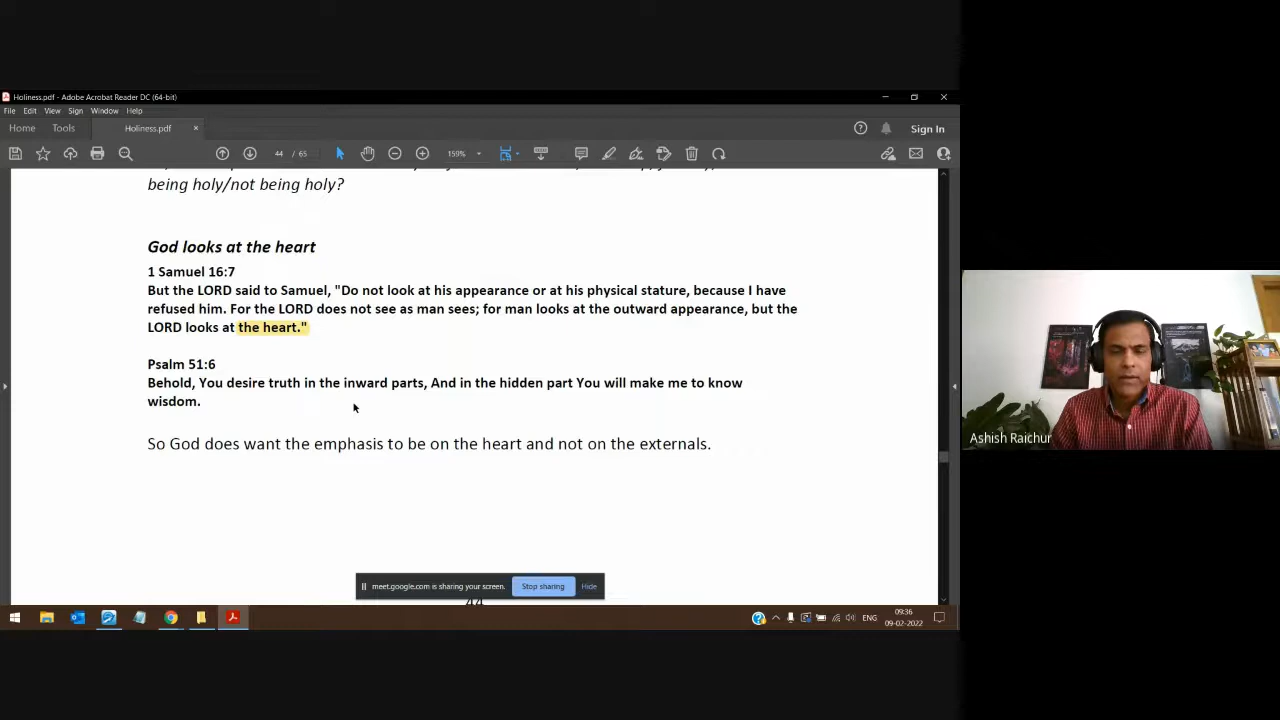 Holiness.pdf - Adobe Acrobat Reader DC (64-bit)
File Edit View Sign Window Help
Home Tools Holiness.pdf × Sign In
44 / 65 159%
being holy/not being holy?
God looks at the heart
1 Samuel 16:7
But the LORD said to Samuel, "Do not look at his appearance or at his physical stature, because I have
refused him. For the LORD does not see as man sees; for man looks at the outward appearance, but the
LORD looks at the heart."
Psalm 51:6
Behold, You desire truth in the inward parts, And in the hidden part You will make me to know
wisdom.
So God does want the emphasis to be on the heart and not on the externals.
Ashish Raichur
meet.google.com is sharing your screen. Stop sharing Hide
44
ENG 09:36
09-02-2022